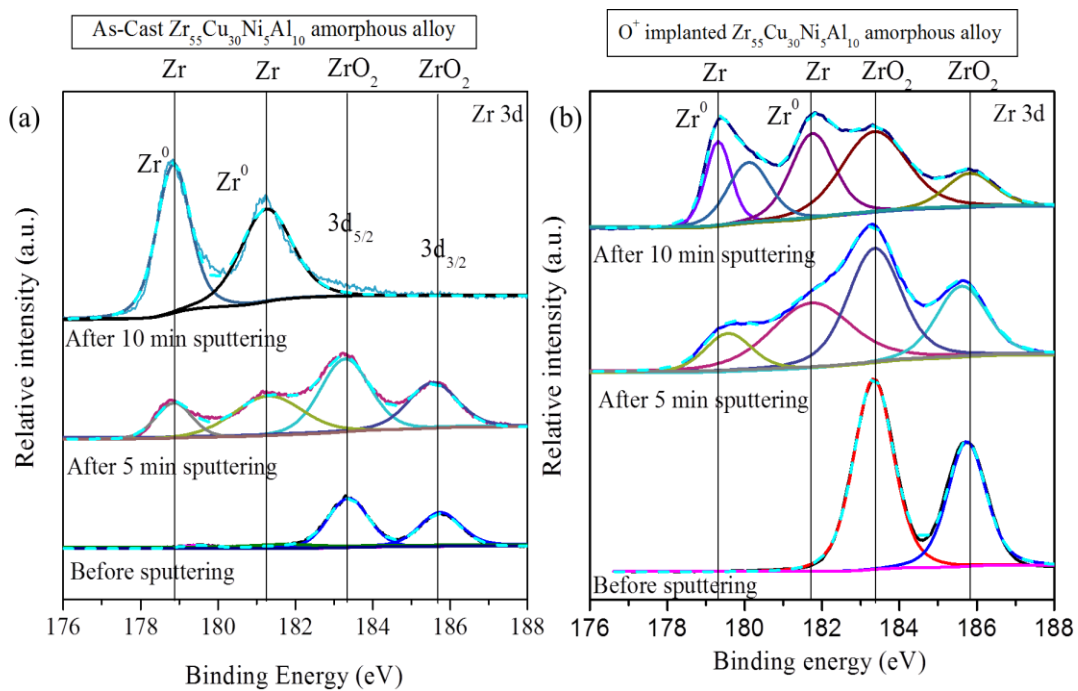 As-Cast Zr55Cu30Ni5Al10 amorphous alloy
Zr Zr ZrO2 ZrO2
(a)
Zr 3d
Zr0
Zr0
3d5/2
3d3/2
After 10 min sputtering
After 5 min sputtering
Before sputtering
Relative intensity (a.u.)
176 178 180 182 184 186 188
Binding Energy (eV)
O+ implanted Zr55Cu30Ni5Al10 amorphous alloy
Zr Zr ZrO2 ZrO2
(b)
Zr 3d
Zr0 Zr0
After 10 min sputtering
After 5 min sputtering
Before sputtering
Relative intensity (a.u.)
176 178 180 182 184 186 188
Binding energy (eV)